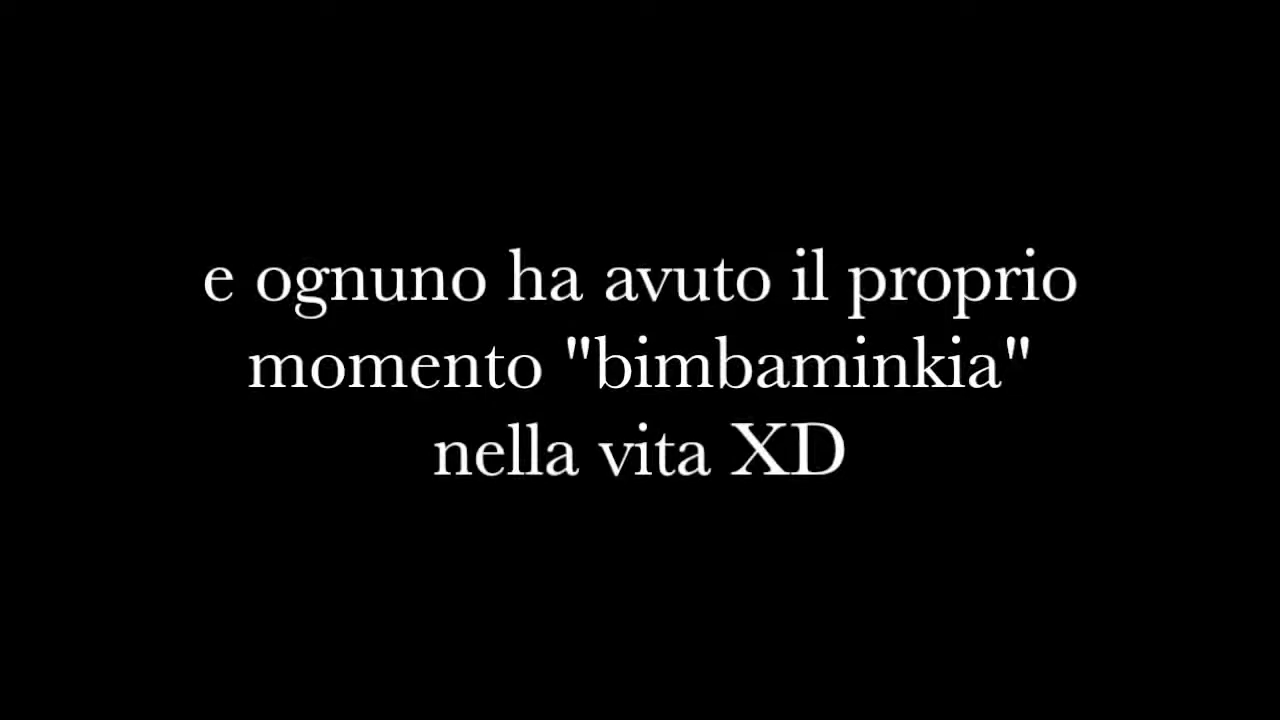 e ognuno ha avuto il proprio
momento "bimbaminkia"
nella vita XD